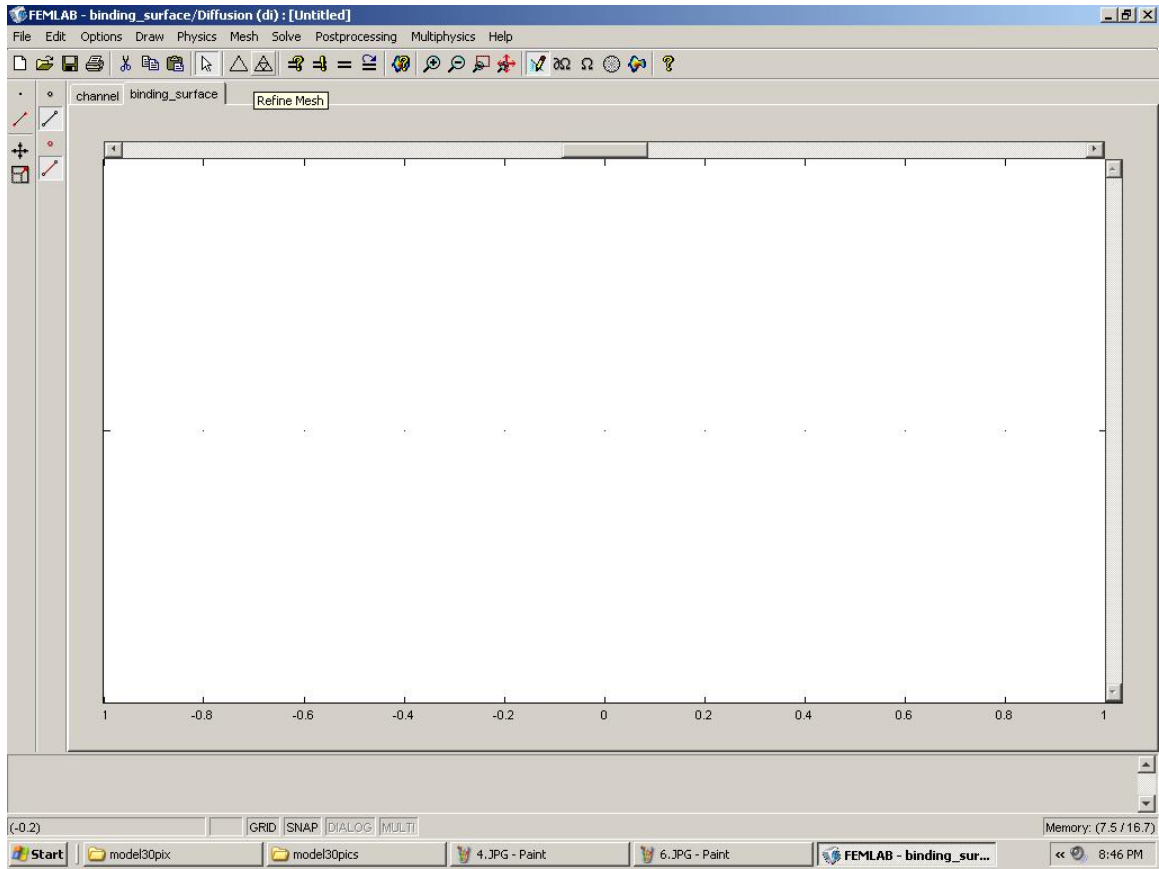 FEMLAB - binding_surface/Diffusion (di) : [Untitled]
File Edit Options Draw Physics Mesh Solve Postprocessing Multiphysics Help
channel binding_surface
Refine Mesh
1 -0.8 -0.6 -0.4 -0.2 0 0.2 0.4 0.6 0.8 1
(-0.2) GRID SNAP DIALOG MULTI Memory: (7.5 / 16.7)
Start model30pix model30pics 4.JPG - Paint 6.JPG - Paint FEMLAB - binding_sur... « 8:46 PM